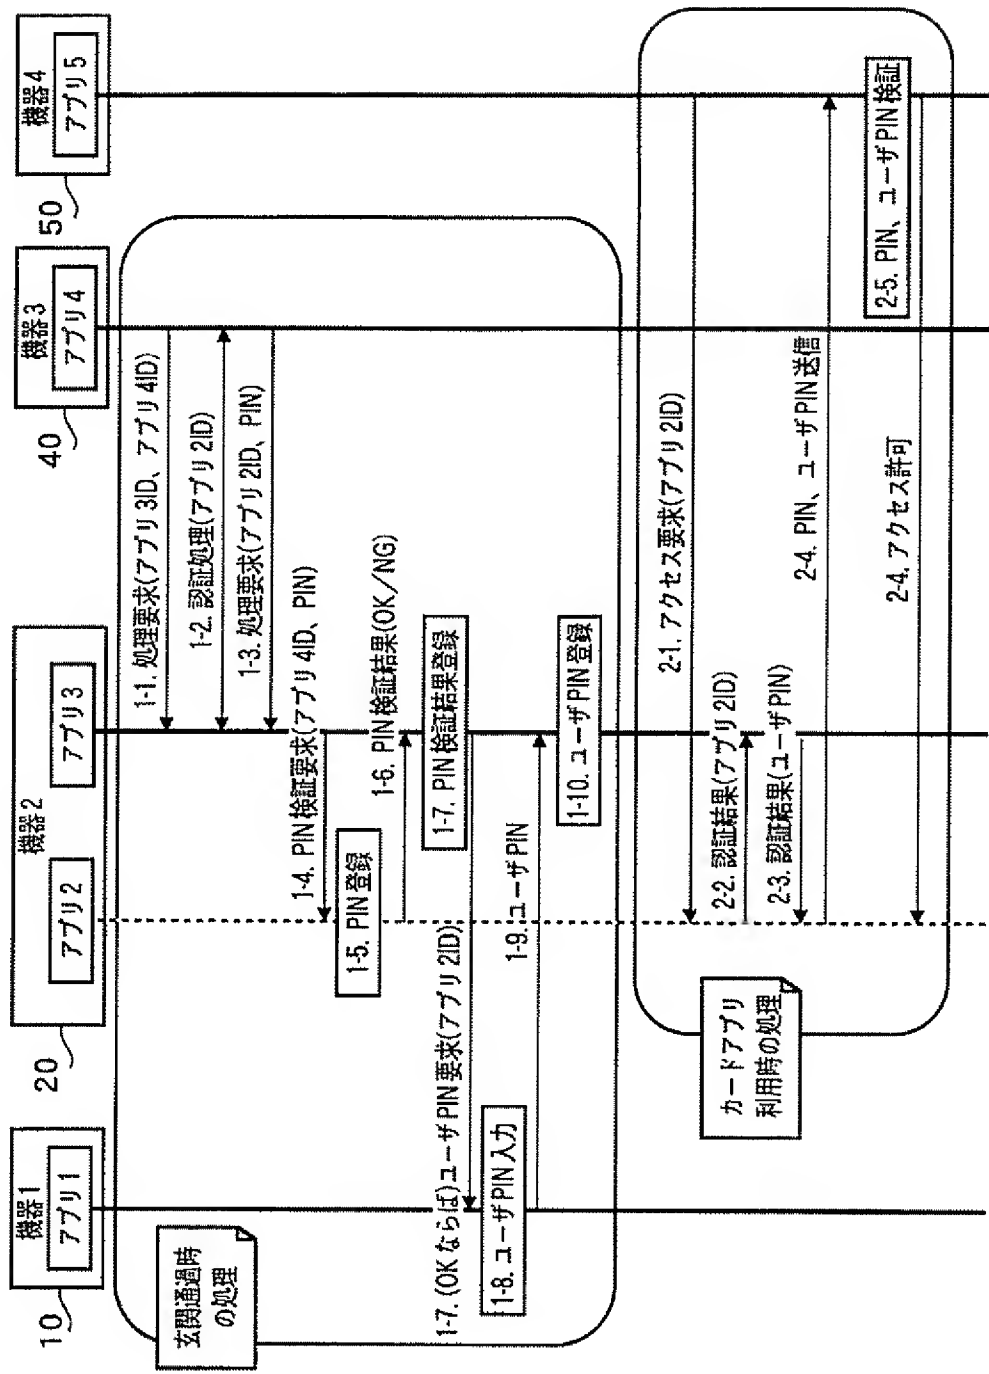 10
機器1
アプリ1
20
機器2
アプリ2
アプリ3
40
機器3
アプリ4
50
機器4
アプリ5
玄関通過時
の処理
1-1. 処理要求(アプリ3ID、アプリ4ID)
1-2. 認証処理(アプリ2ID)
1-3. 処理要求(アプリ2ID、PIN)
1-4. PIN検証要求(アプリ4ID、PIN)
1-5. PIN登録
1-6. PIN検証結果(OK/NG)
1-7. PIN検証結果登録
1-7. (OKならば)ユーザPIN要求(アプリ2ID)
1-8. ユーザPIN入力
1-9. ユーザPIN
1-10. ユーザPIN登録
カードアプリ
利用時の処理
2-1. アクセス要求(アプリ2ID)
2-2. 認証結果(アプリ2ID)
2-3. 認証結果(ユーザPIN)
2-4. PIN、ユーザPIN送信
2-5. PIN、ユーザPIN検証
2-4. アクセス許可